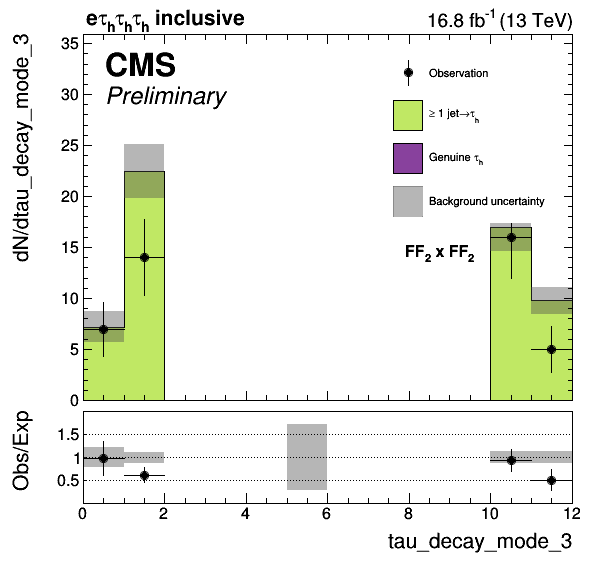 eτhτhτh inclusive
16.8 fb-1 (13 TeV)
dN/dtau_decay_mode_3
CMS
Preliminary
Observation
≥ 1 jet→τh
Genuine τh
Background uncertainty
FF2 x FF2
35
30
25
20
15
10
5
0
Obs/Exp
1.5
1
0.5
0 2 4 6 8 10 12
tau_decay_mode_3